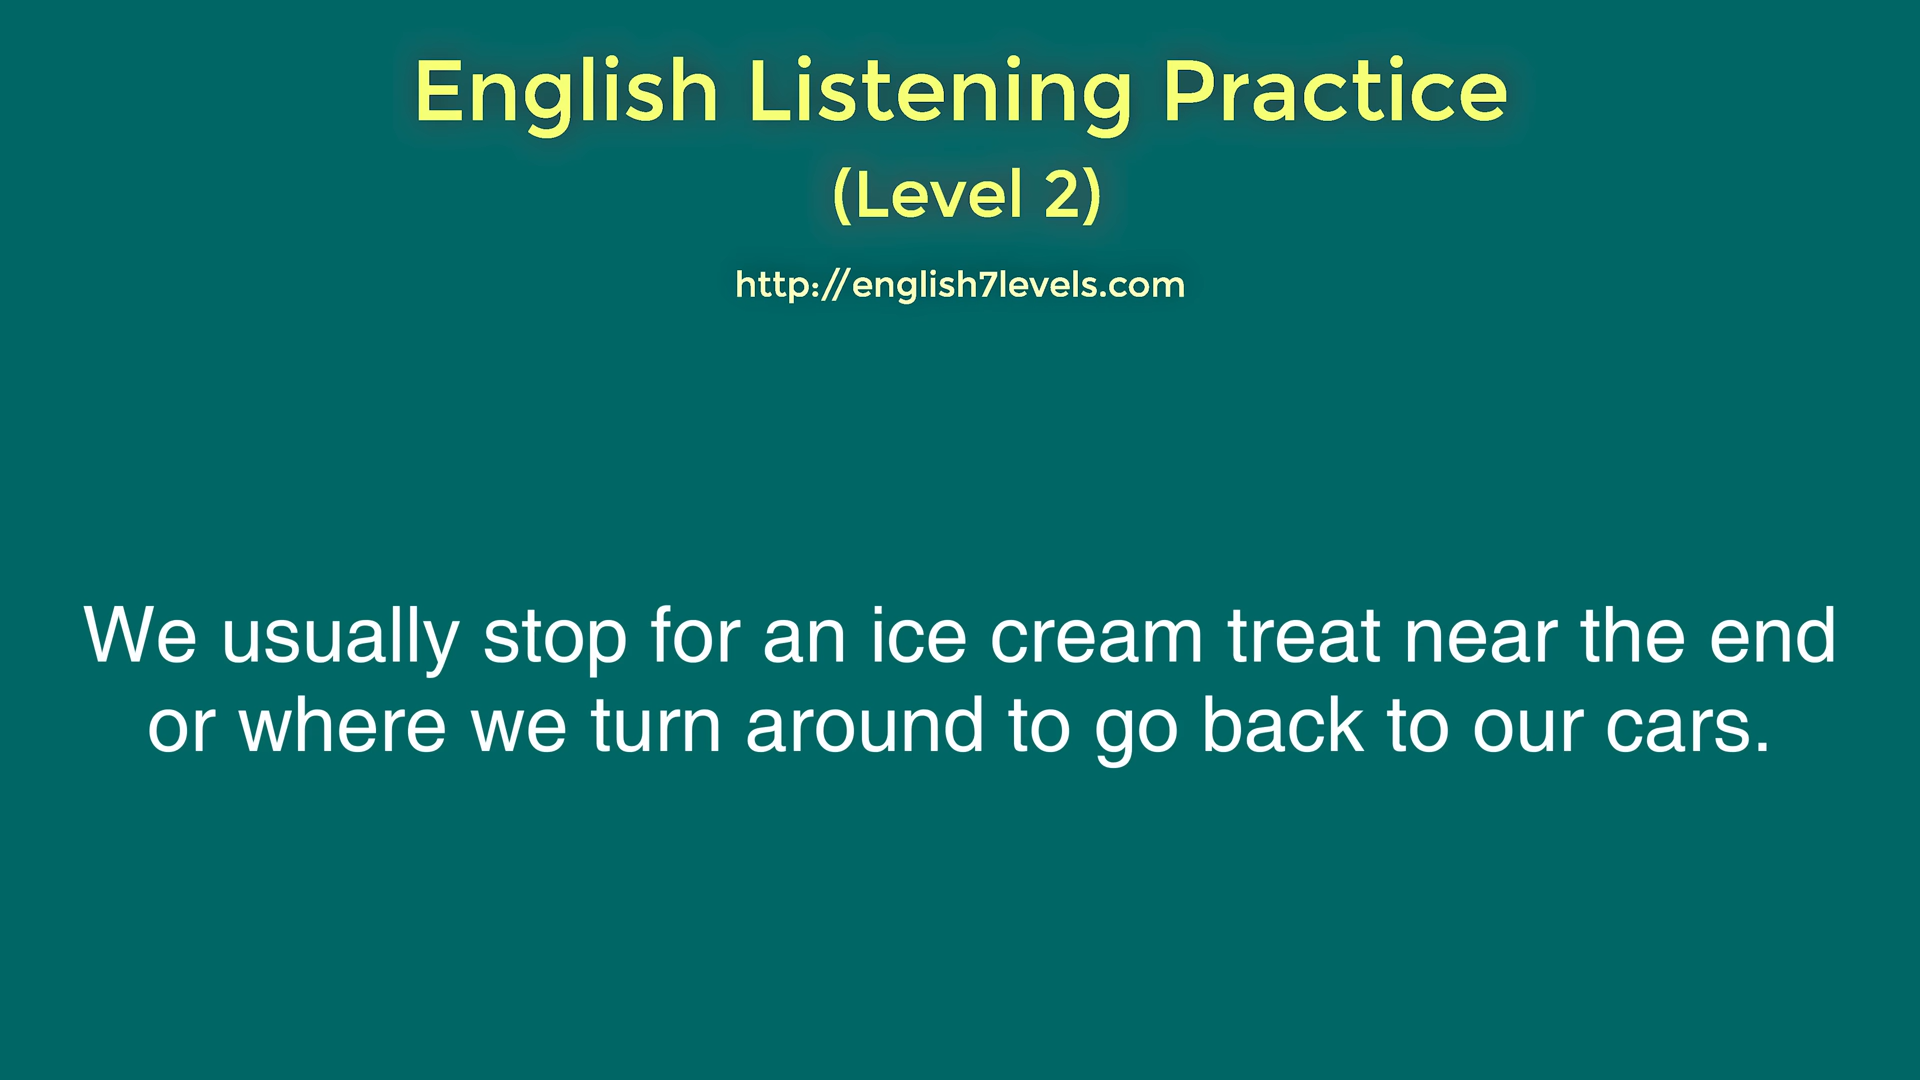 English Listening Practice
(Level 2)
http://english7levels.com
We usually stop for an ice cream treat near the end
or where we turn around to go back to our cars.